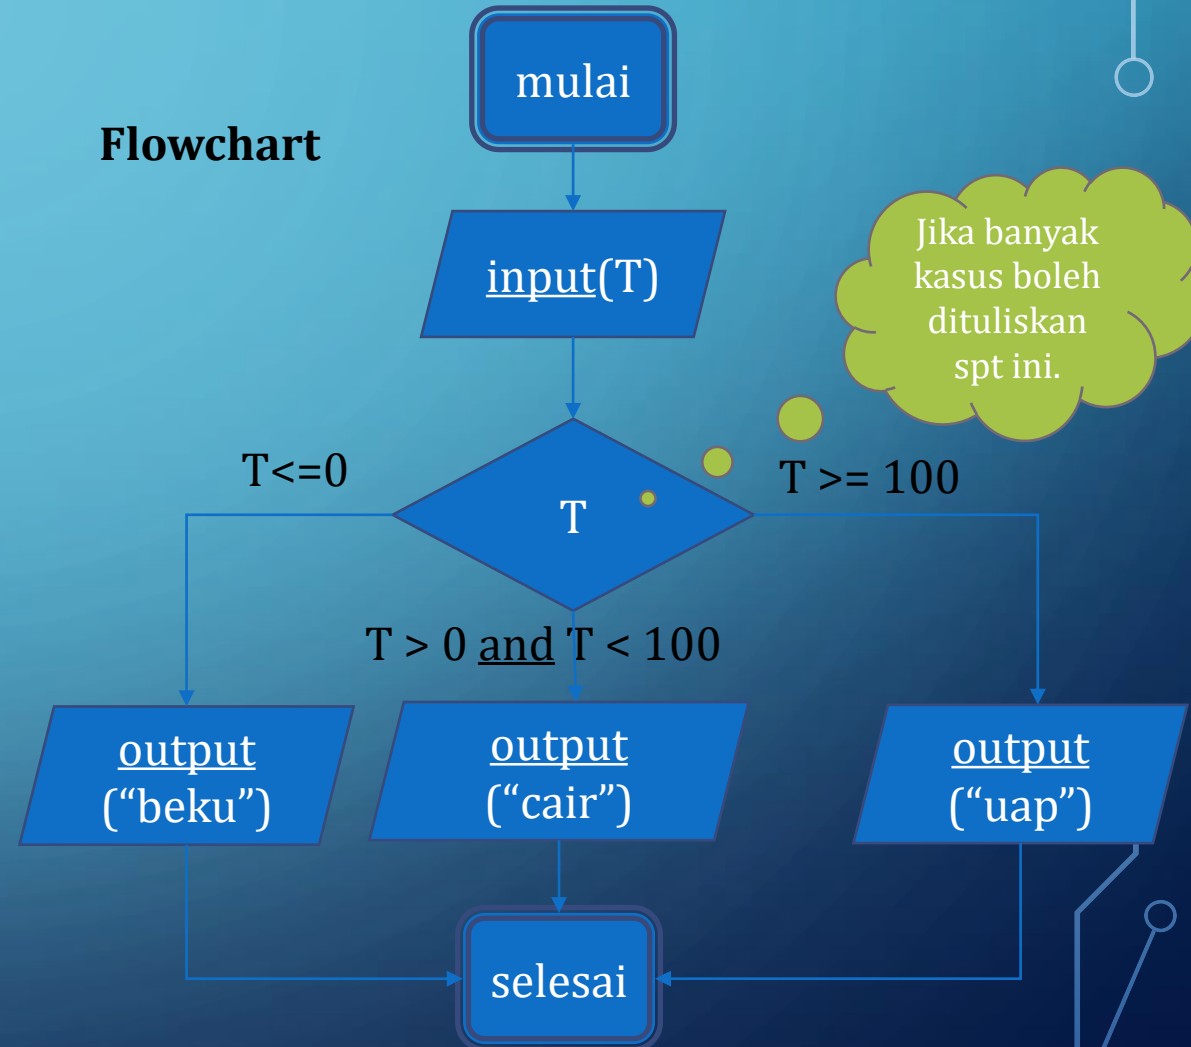 mulai
Flowchart
input(T)
Jika banyak
kasus boleh
dituliskan
spt ini.
T<=0
T >= 100
T
T > 0 and T < 100
output
(“beku”)
output
(“cair”)
output
(“uap”)
selesai